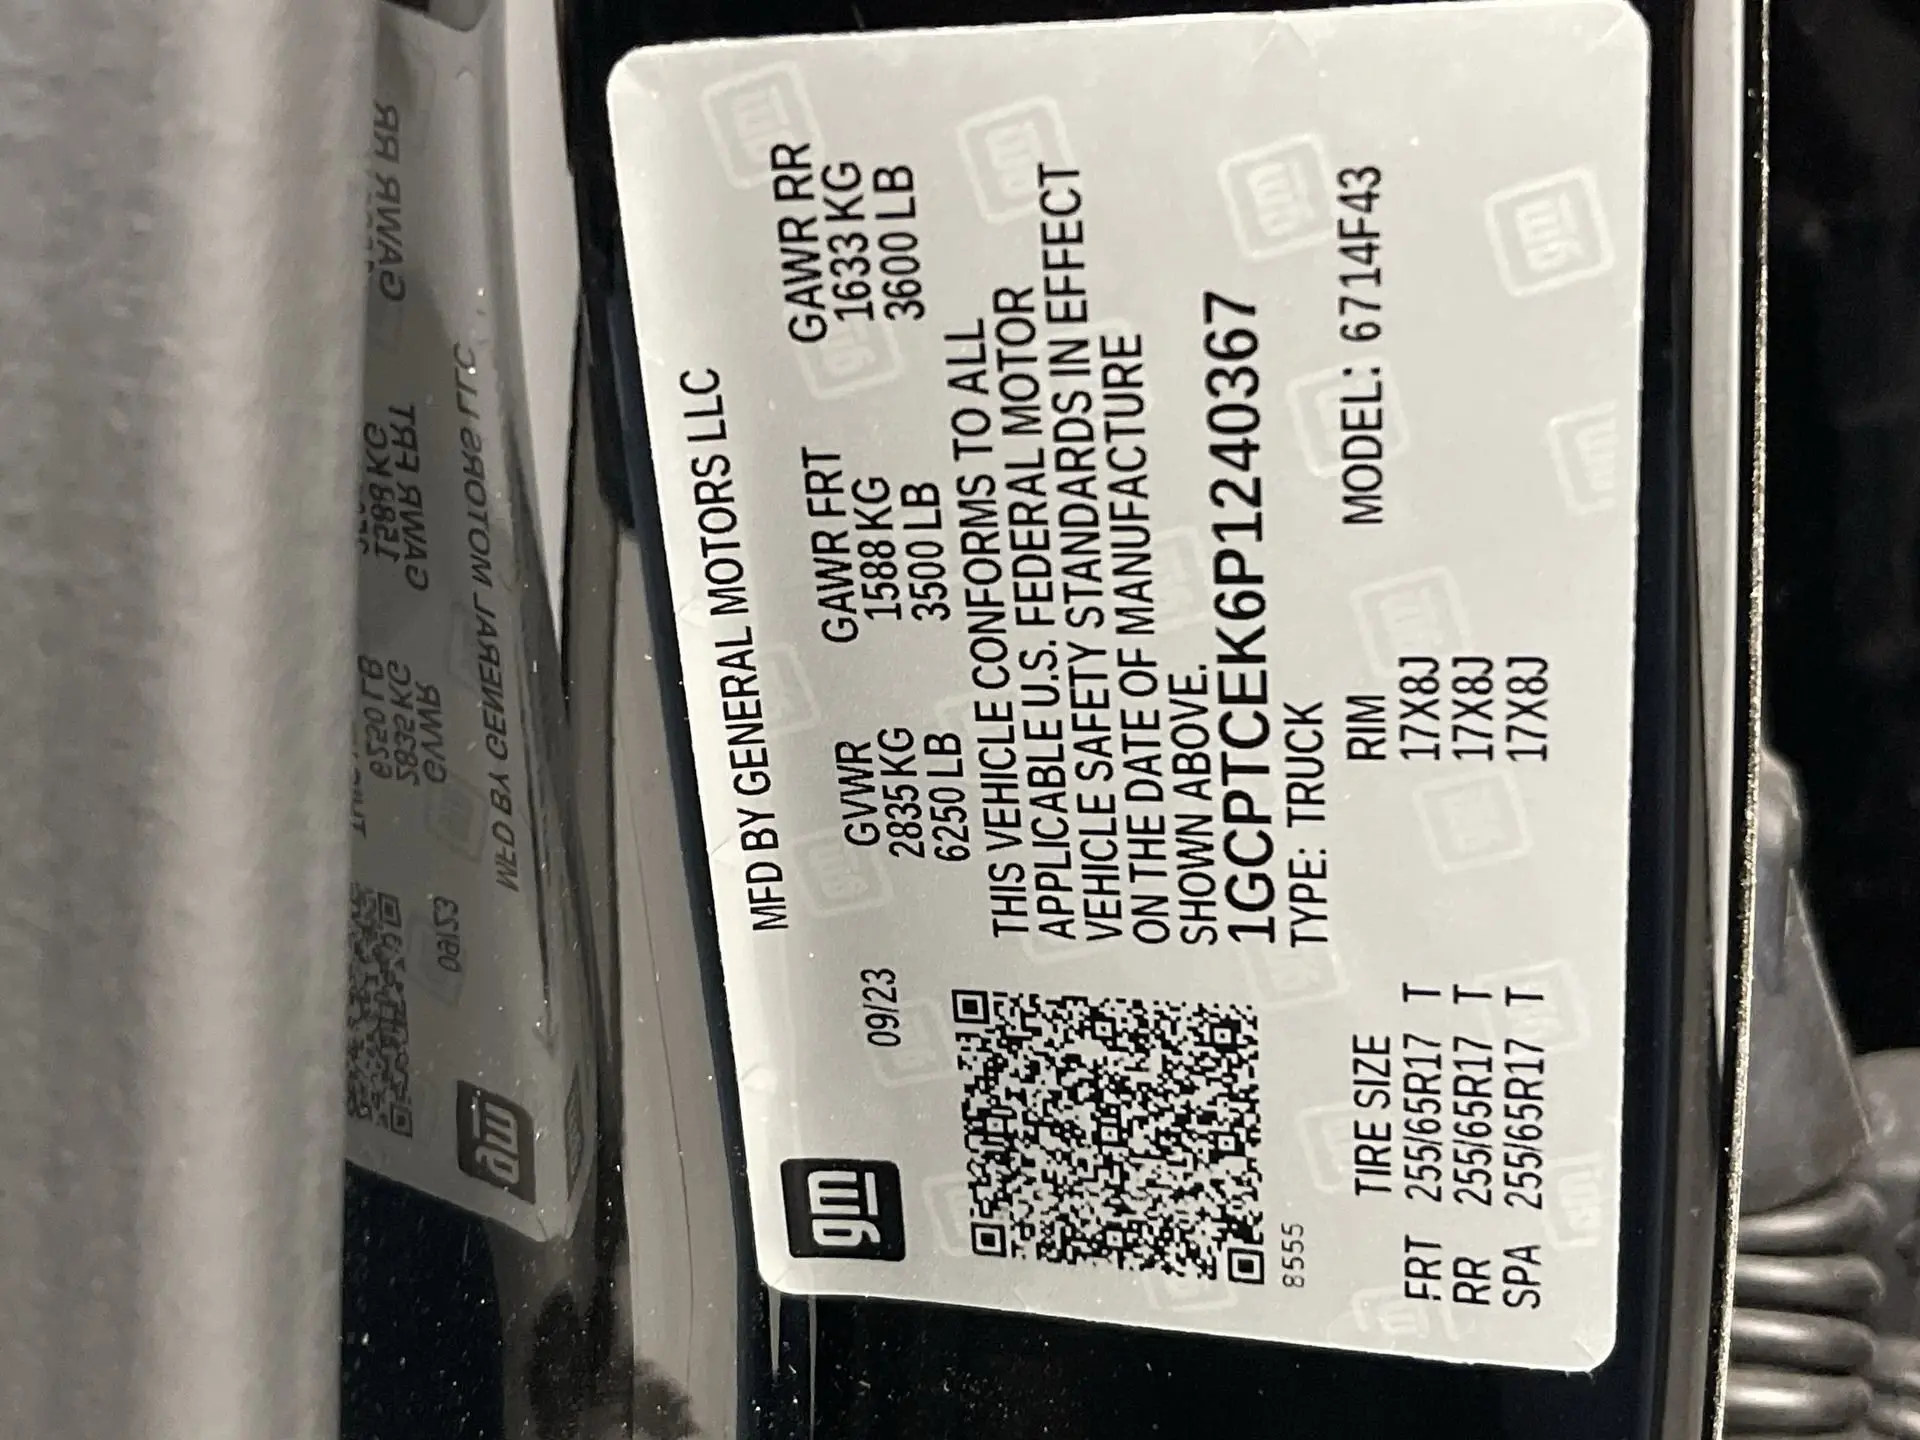 gm
MFD BY GENERAL MOTORS LLC
09/23
GVWR GAWR FRT GAWR RR
2835 KG 1588 KG 1633 KG
6250 LB 3500 LB 3600 LB
THIS VEHICLE CONFORMS TO ALL
APPLICABLE U.S. FEDERAL MOTOR
VEHICLE SAFETY STANDARDS IN EFFECT
ON THE DATE OF MANUFACTURE
SHOWN ABOVE.
1GCPTCEK6P1240367
8555
TYPE: TRUCK
MODEL: 6714F43
TIRE SIZE RIM
FRT 255/65R17 T 17X8J
RR 255/65R17 T 17X8J
SPA 255/65R17 T 17X8J